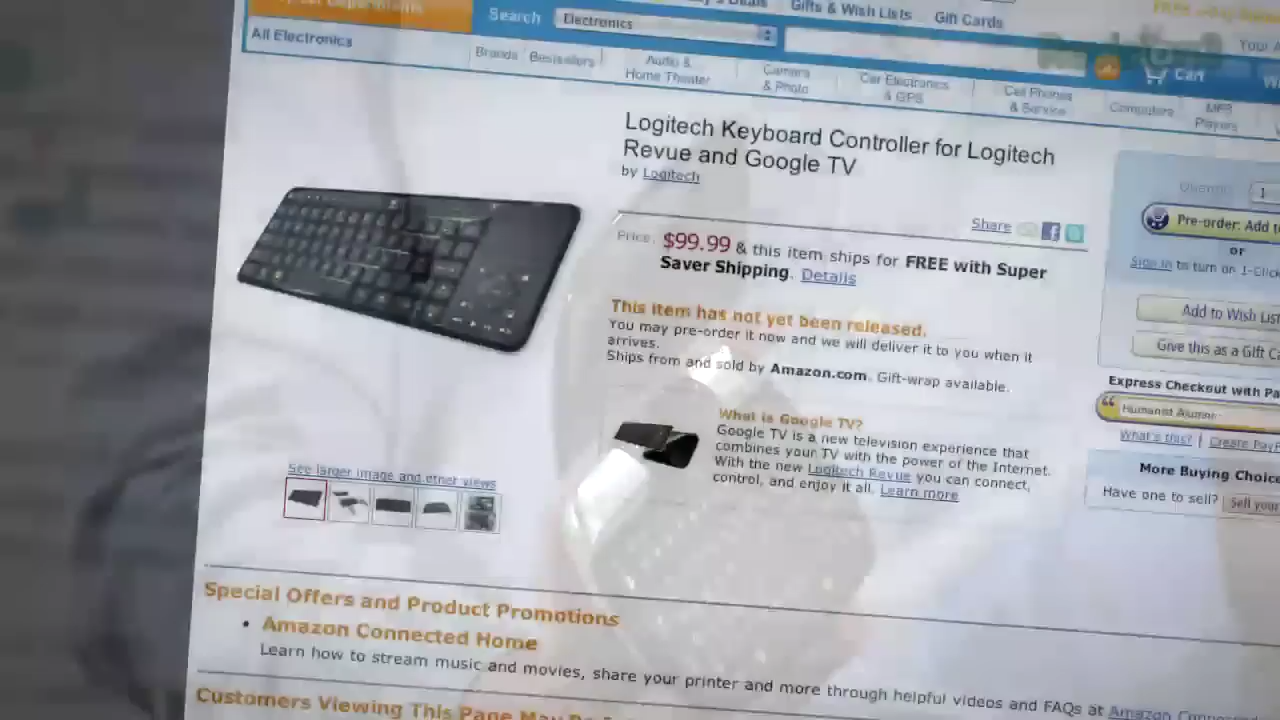 Search
Electronics
Gifts & Wish Lists
Gift Cards
All Electronics
Brands
Bestsellers
Audio &
Home Theater
Camera
& Photo
Car Electronics
& GPS
Cell Phones
& Service
Computers
MP3
Players
Cart
Logitech Keyboard Controller for Logitech
Revue and Google TV
by Logitech
Share
Price: $99.99 & this item ships for FREE with Super
Saver Shipping. Details
This item has not yet been released.
You may pre-order it now and we will deliver it to you when it
arrives.
Ships from and sold by Amazon.com. Gift-wrap available.
What is Google TV?
Google TV is a new television experience that
combines your TV with the power of the Internet.
With the new Logitech Revue you can connect,
control, and enjoy it all. Learn more
See larger image and other views
1
Pre-order: Add
or
Sign in to turn on 1-Click
Add to Wish List
Give this as a Gift
Express Checkout with
What's this? | Create
More Buying
Have one to sell? Sell your
Special Offers and Product Promotions
• Amazon Connected Home
Learn how to stream music and movies, share your printer and more through helpful videos and FAQs at Amazon
Customers Viewing This Page May Be